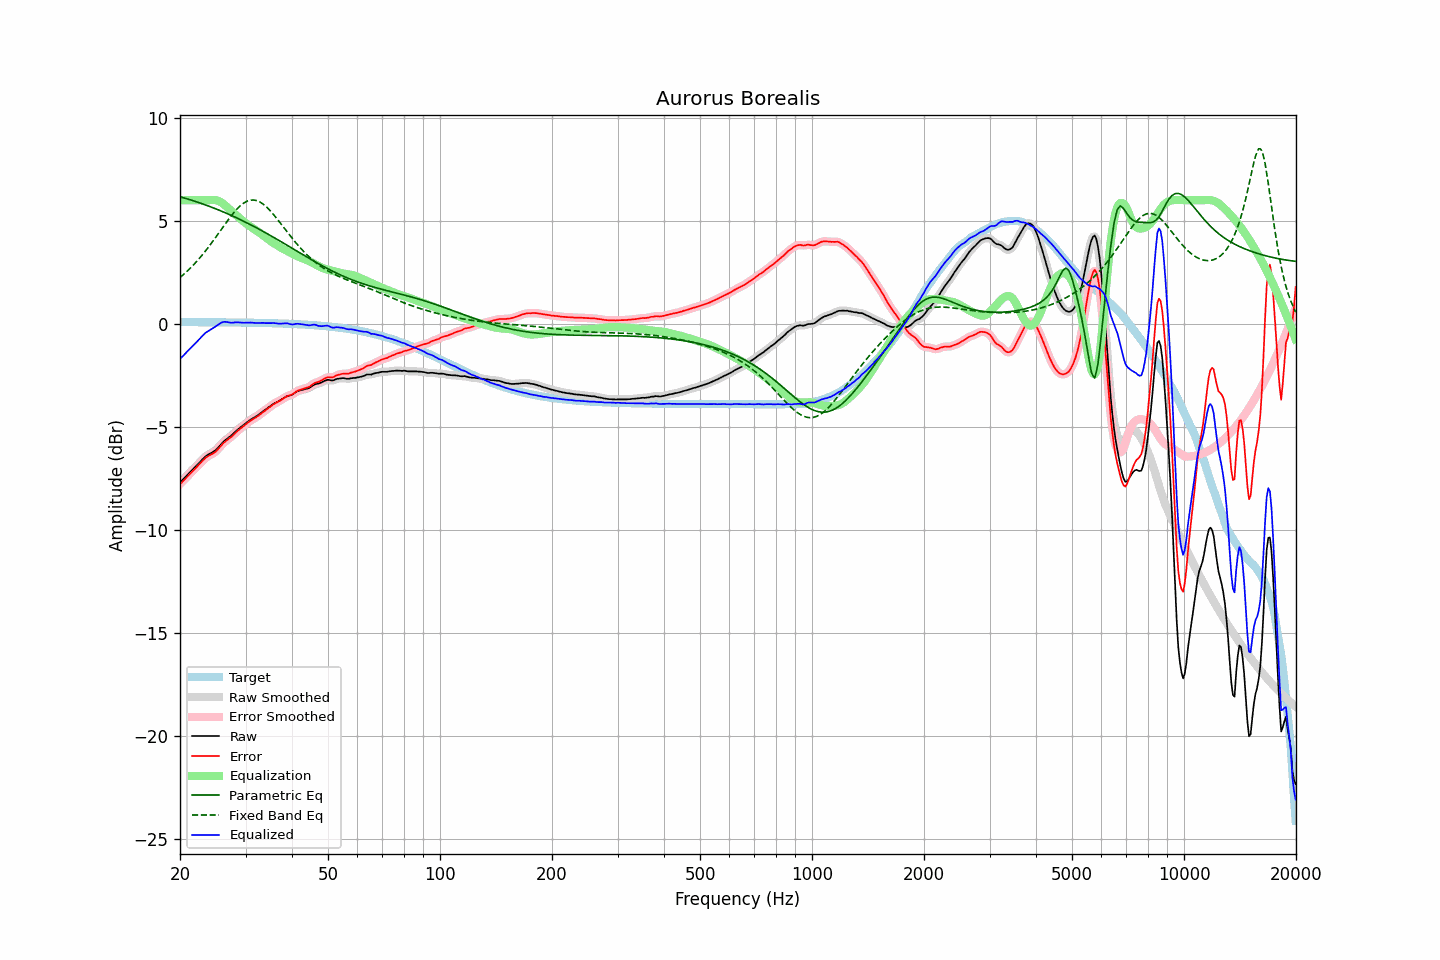 Aurorus Borealis
10
5
0
−5
−10
−15
−20
−25
Amplitude (dBr)
Target
Raw Smoothed
Error Smoothed
Raw
Error
Equalization
Parametric Eq
Fixed Band Eq
Equalized
20 50 100 200 500 1000 2000 5000 10000 20000
Frequency (Hz)